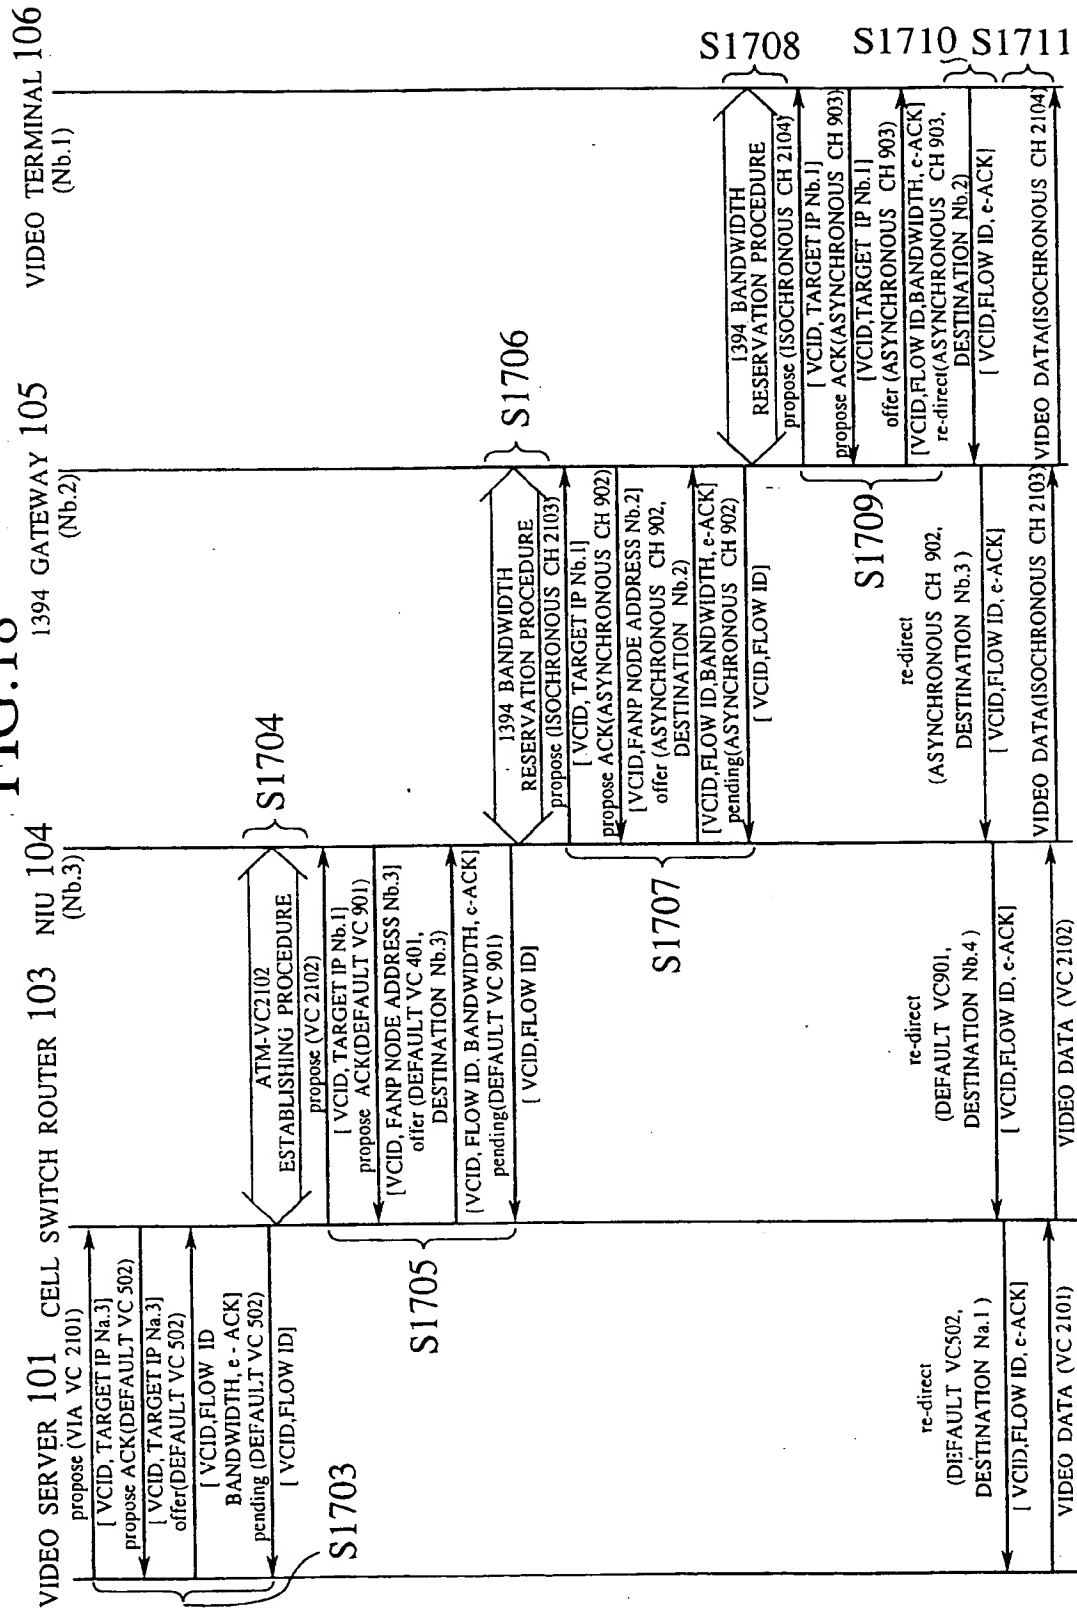 FIG.18
VIDEO SERVER 101
CELL SWITCH ROUTER 103
NIU 104
(Nb.3)
1394 GATEWAY 105
(Nb.2)
VIDEO TERMINAL 106
(Nb.1)
propose (VIA VC 2101)
[ VCID, TARGET IP Na.3]
propose ACK(DEFAULT VC 502)
[ VCID, TARGET IP Na.3]
offer(DEFAULT VC 502)
[ VCID,FLOW ID
BANDWIDTH, e - ACK]
pending (DEFAULT VC 502)
[ VCID,FLOW ID]
S1703
ATM-VC2102
ESTABLISHING PROCEDURE
S1704
propose (VC 2102)
[ VCID, TARGET IP Nb.1]
propose ACK(DEFAULT VC 901)
[VCID, FANP NODE ADDRESS Nb.3]
offer (DEFAULT VC 401,
DESTINATION Nb.3)
[VCID, FLOW ID, BANDWIDTH, e-ACK]
pending(DEFAULT VC 901)
[ VCID,FLOW ID]
S1705
1394 BANDWIDTH
RESERVATION PROCEDURE
S1706
propose (ISOCHRONOUS CH 2103)
[ VCID, TARGET IP Nb.1]
propose ACK(ASYNCHRONOUS CH 902)
[VCID,FANP NODE ADDRESS Nb.2]
offer (ASYNCHRONOUS CH 902,
DESTINATION Nb.2)
[VCID,FLOW ID,BANDWIDTH, e-ACK]
pending(ASYNCHRONOUS CH 902)
[ VCID,FLOW ID]
S1707
1394 BANDWIDTH
RESERVATION PROCEDURE
S1708
propose (ISOCHRONOUS CH 2104)
[ VCID, TARGET IP Nb.1]
propose ACK(ASYNCHRONOUS CH 903)
[VCID,TARGET IP Nb.1]
offer (ASYNCHRONOUS CH 903)
[VCID,FLOW ID,BANDWIDTH, e-ACK]
S1709
re-direct(ASYNCHRONOUS CH 903,
DESTINATION Nb.2)
[ VCID,FLOW ID, e-ACK]
S1710
re-direct
(ASYNCHRONOUS CH 902,
DESTINATION Nb.3 )
[ VCID,FLOW ID, e-ACK]
re-direct
(DEFAULT VC901,
DESTINATION Nb.4 )
[ VCID,FLOW ID, e-ACK]
re-direct
(DEFAULT VC502,
DESTINATION Na.1 )
[ VCID,FLOW ID, e-ACK]
VIDEO DATA (VC 2101)
VIDEO DATA (VC 2102)
VIDEO DATA(ISOCHRONOUS CH 2103)
VIDEO DATA(ISOCHRONOUS CH 2104)
S1711